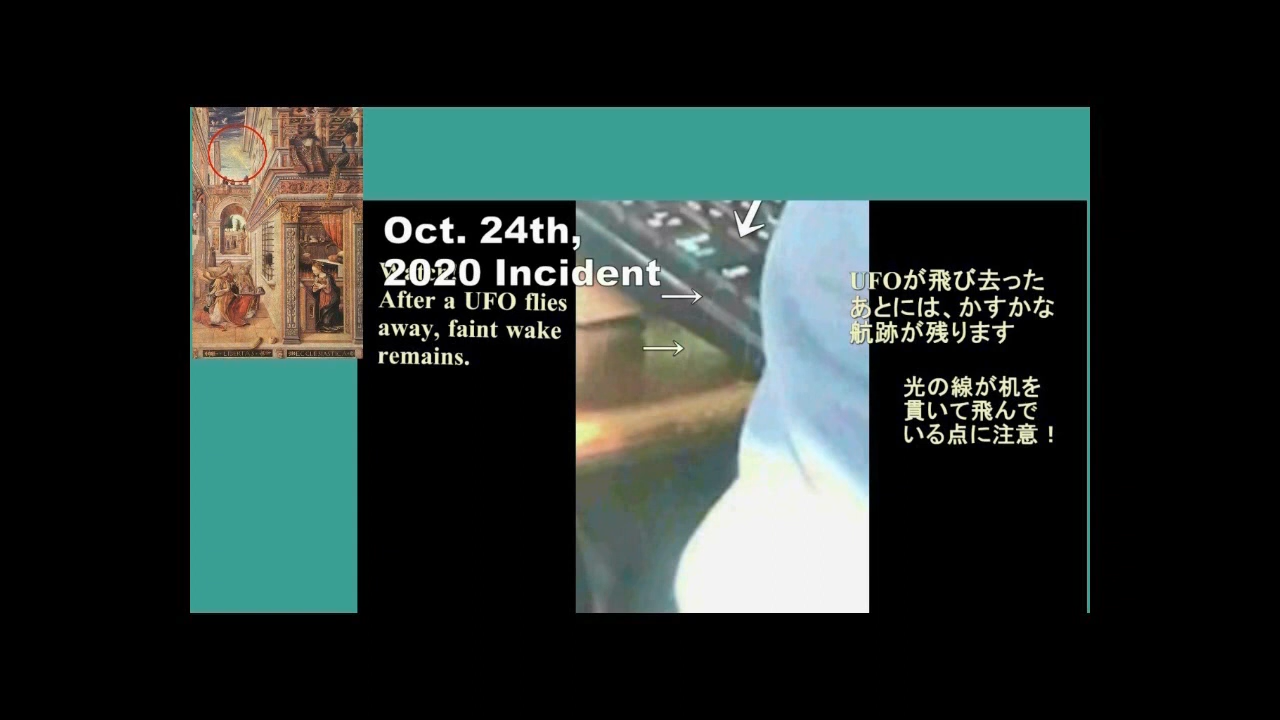 Oct. 24th,
2020 Incident
After a UFO flies
away, faint wake
remains.
UFOが飛び去った
あとには、かすかな
航跡が残ります
光の線が机を
貫いて飛んで
いる点に注意！